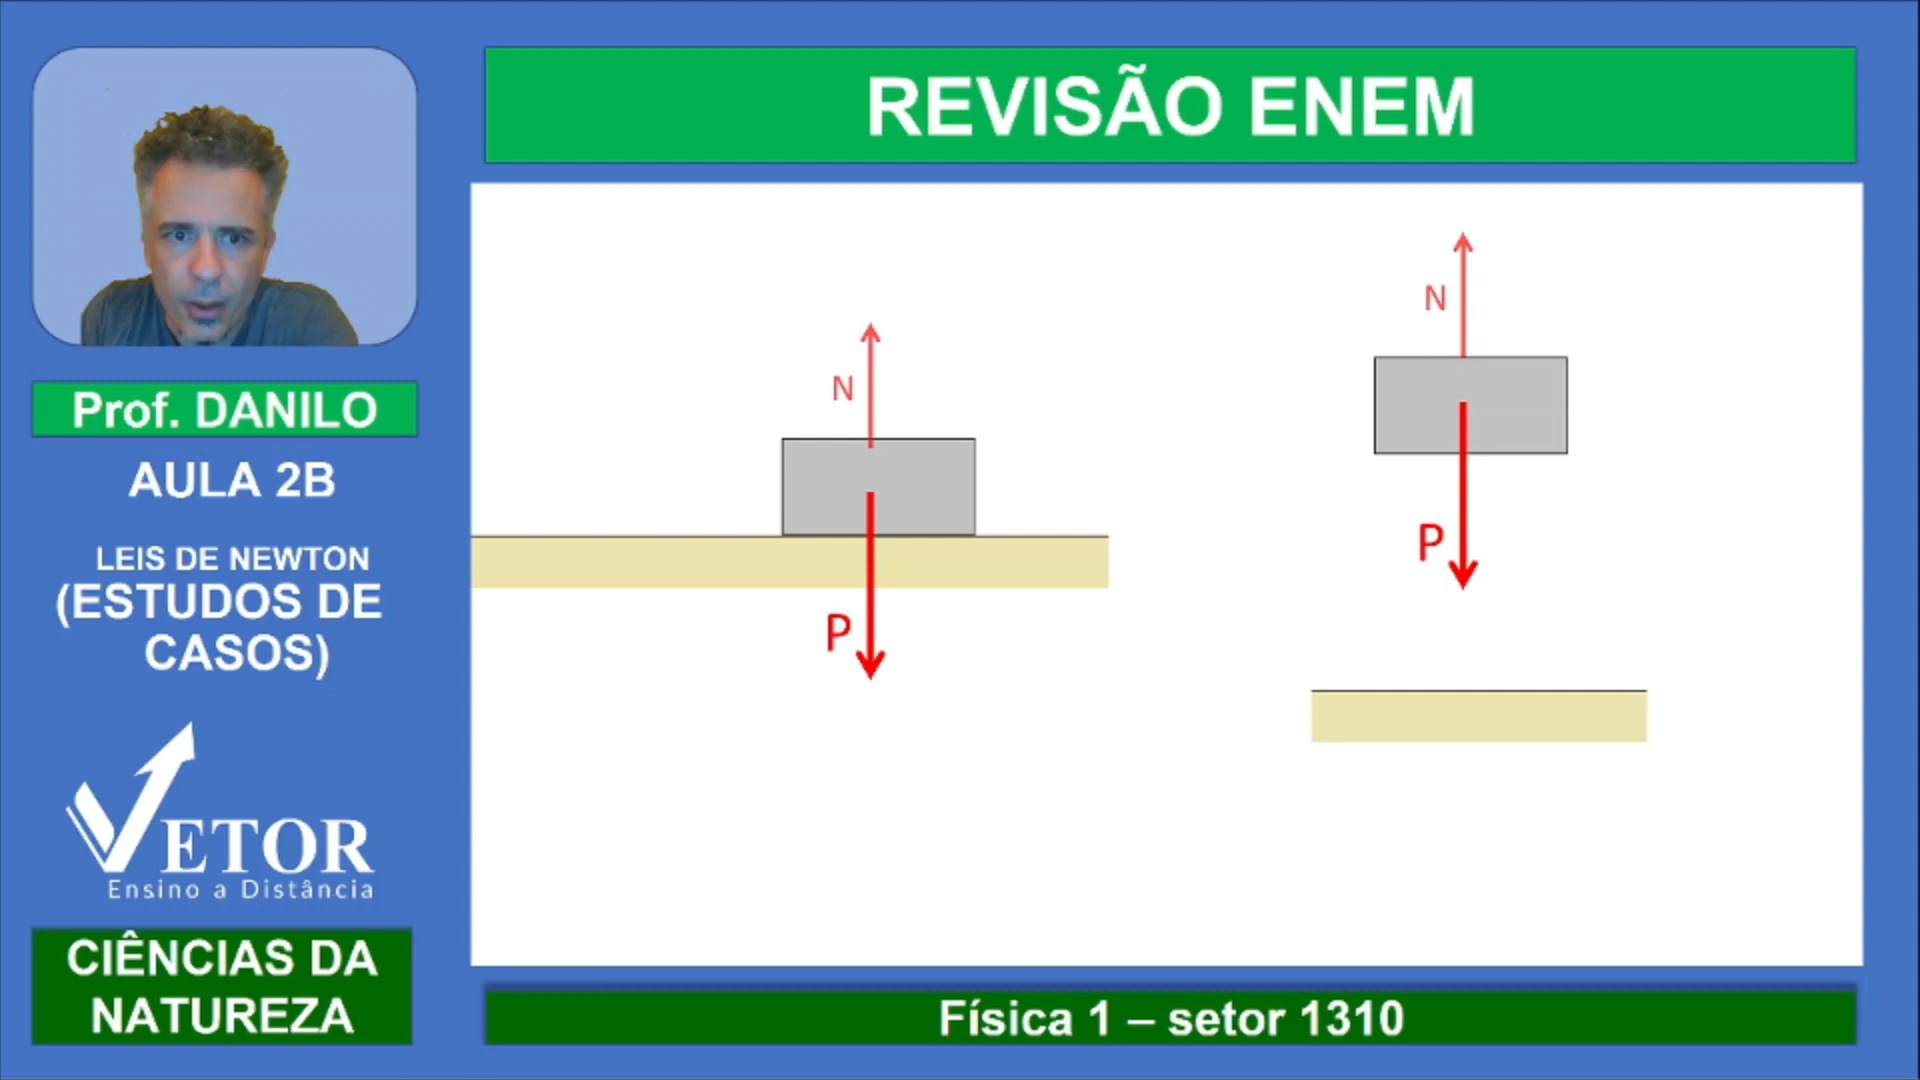 REVISÃO ENEM
Prof. DANILO
AULA 2B
LEIS DE NEWTON
(ESTUDOS DE
CASOS)
VETOR
Ensino a Distância
CIÊNCIAS DA
NATUREZA
N
P
N
P
Física 1 – setor 1310